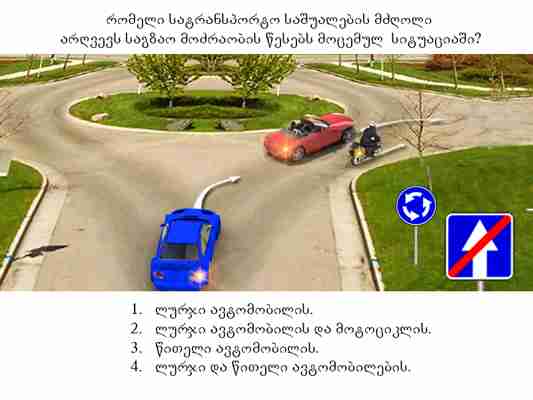 რომელი სატრანსპორტო საშუალების მძღოლი
არღვევს საგზაო მოძრაობის წესებს მოცემულ სიტუაციაში?
1. ლურჯი ავტომობილის.
2. ლურჯი ავტომობილის და მოტოციკლის.
3. წითელი ავტომობილის.
4. ლურჯი და წითელი ავტომობილების.